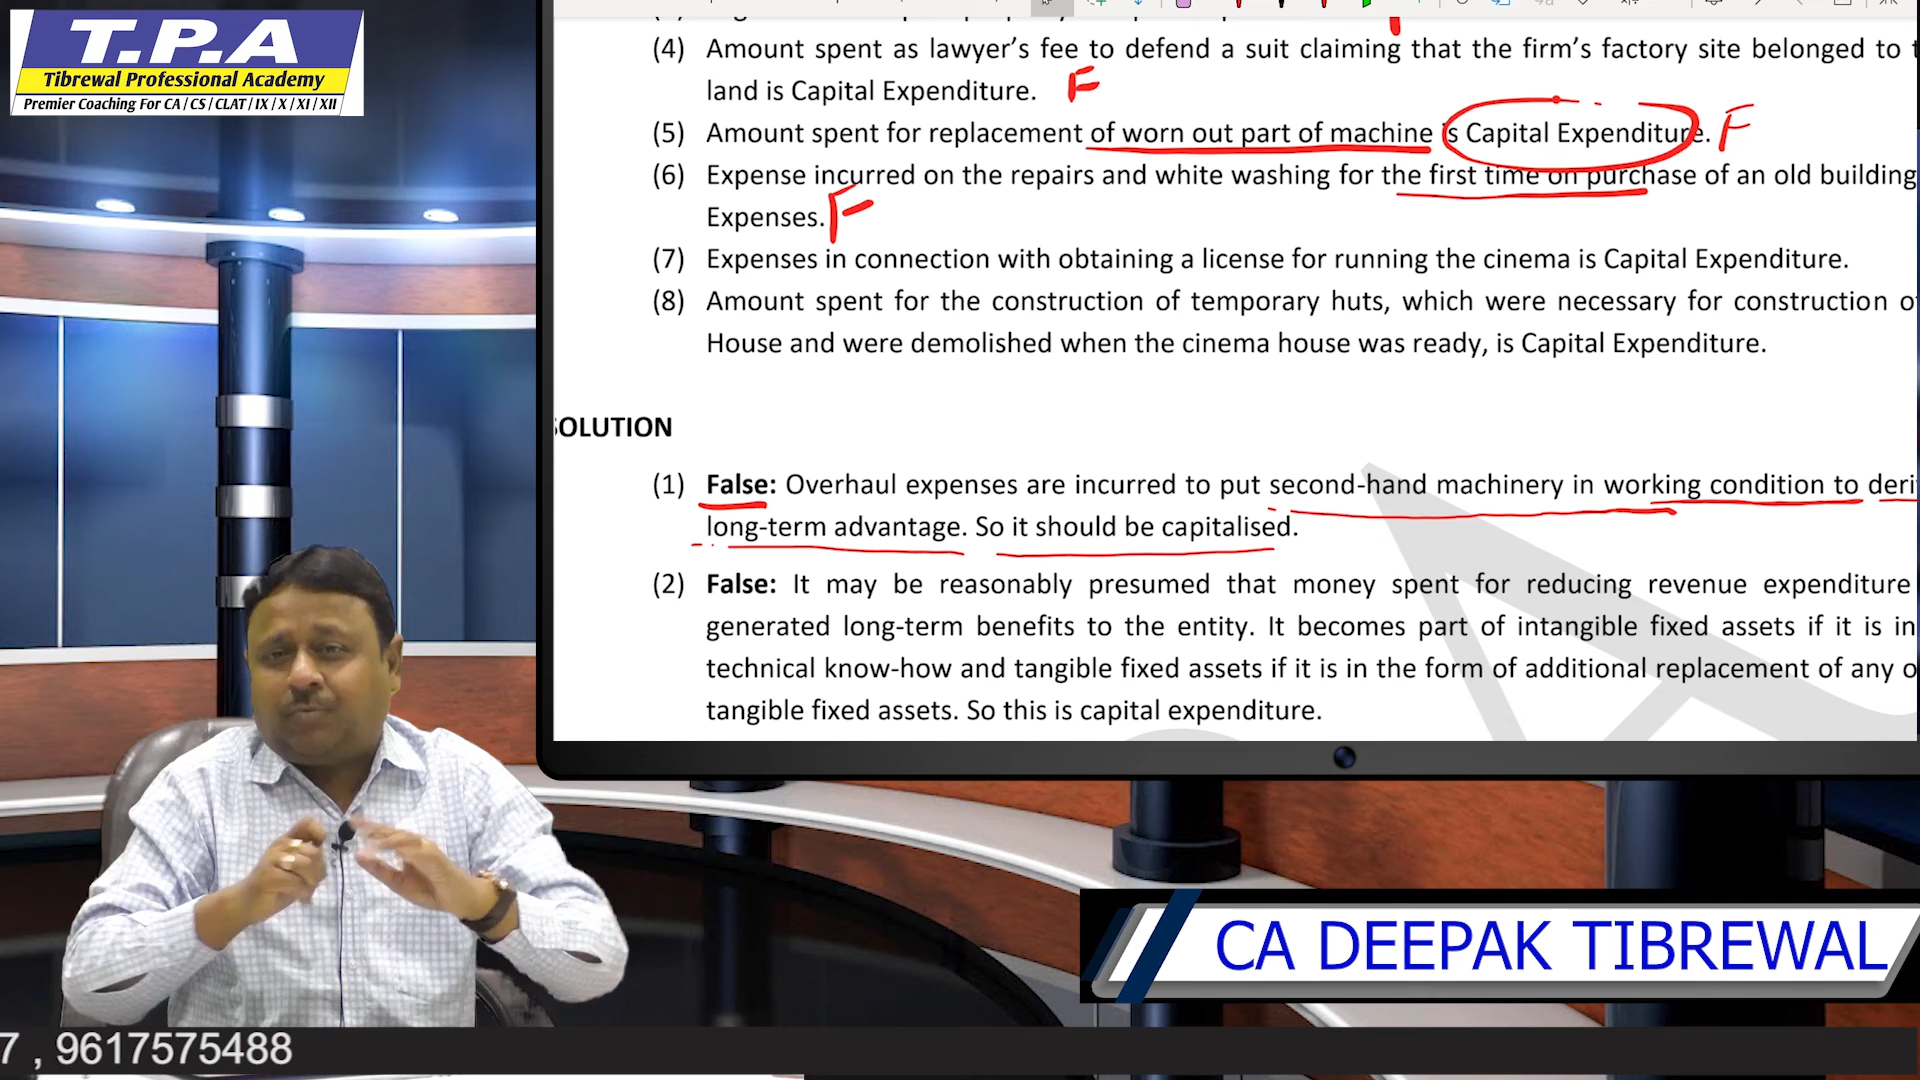 T.P.A
Tibrewal Professional Academy
Premier Coaching For CA / CS / CLAT / IX / X / XI / XII
(4) Amount spent as lawyer's fee to defend a suit claiming that the firm's factory site belonged to
land is Capital Expenditure. F
(5) Amount spent for replacement of worn out part of machine is Capital Expenditure. F
(6) Expense incurred on the repairs and white washing for the first time on purchase of an old building
Expenses. F
(7) Expenses in connection with obtaining a license for running the cinema is Capital Expenditure.
(8) Amount spent for the construction of temporary huts, which were necessary for construction
House and were demolished when the cinema house was ready, is Capital Expenditure.
SOLUTION
(1) False: Overhaul expenses are incurred to put second-hand machinery in working condition to deri
long-term advantage. So it should be capitalised.
(2) False: It may be reasonably presumed that money spent for reducing revenue expenditure
generated long-term benefits to the entity. It becomes part of intangible fixed assets if it is in
technical know-how and tangible fixed assets if it is in the form of additional replacement of any
tangible fixed assets. So this is capital expenditure.
CA DEEPAK TIBREWAL
7 , 9617575488